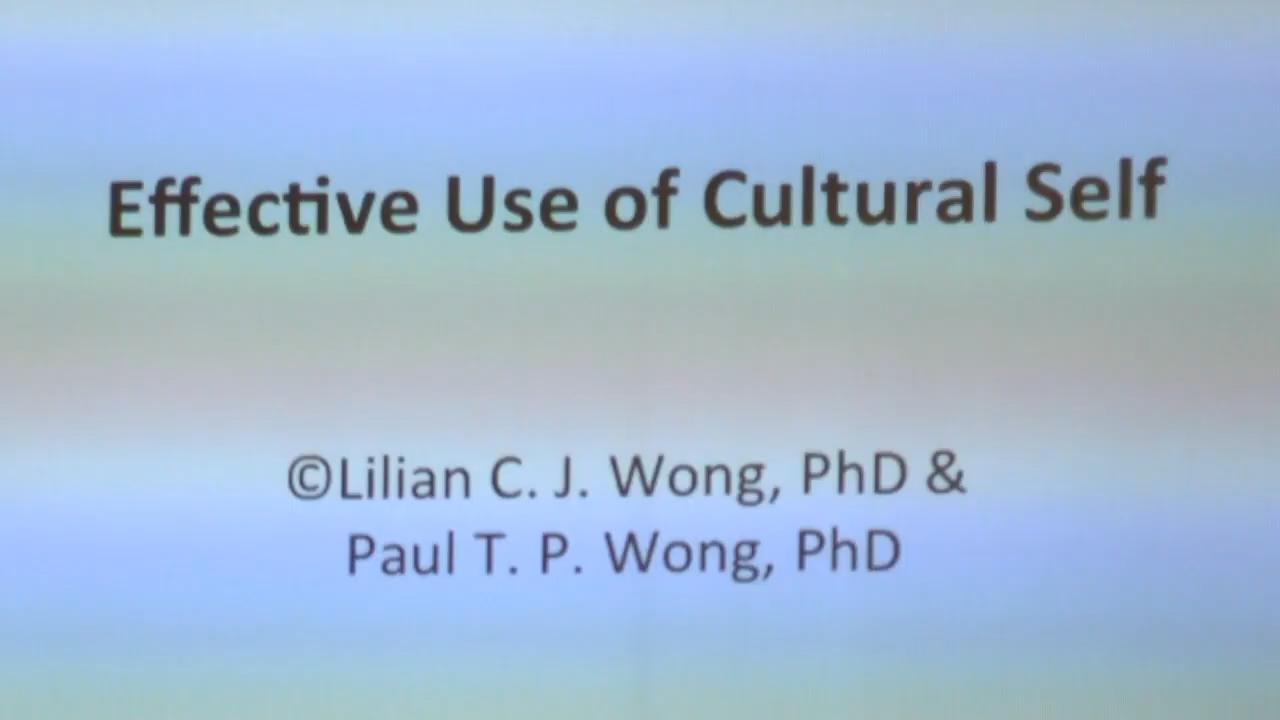 Effective Use of Cultural Self
©Lilian C. J. Wong, PhD &
Paul T. P. Wong, PhD